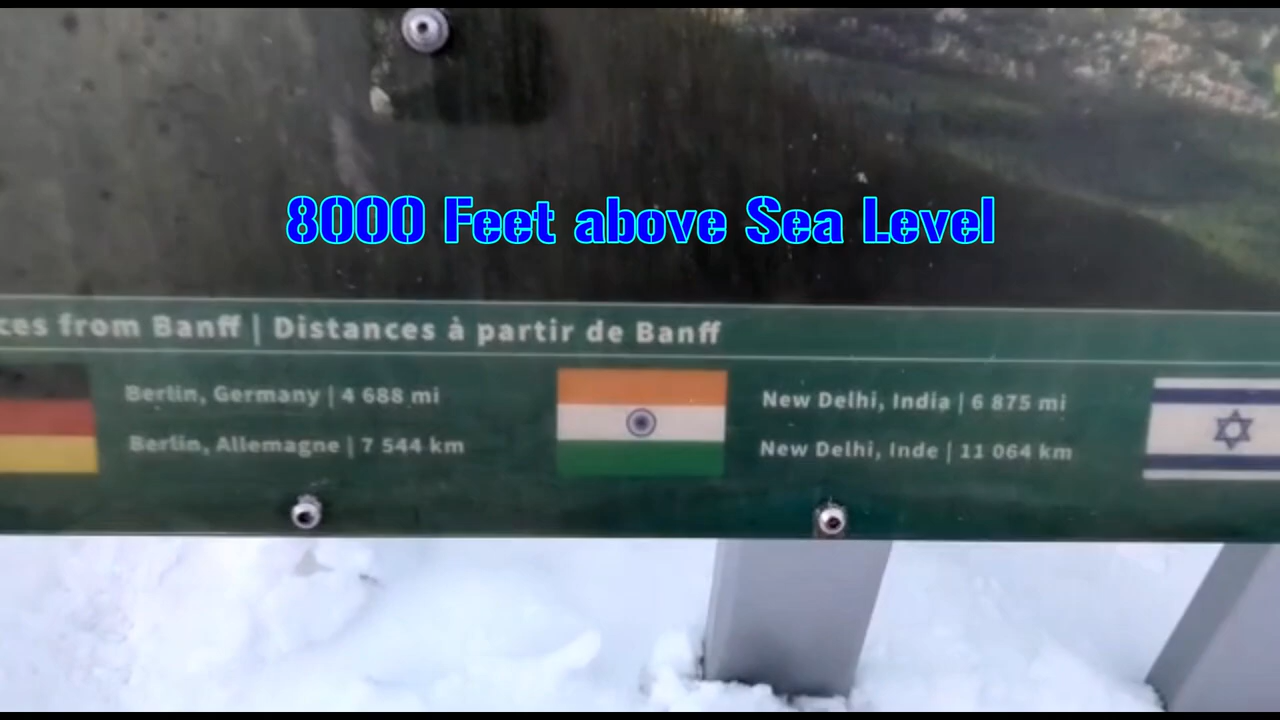 8000 Feet above Sea Level
ces from Banff | Distances à partir de Banff
Berlin, Germany | 4 688 mi
Berlin, Allemagne | 7 544 km
New Delhi, India | 6 875 mi
New Delhi, Inde | 11 064 km